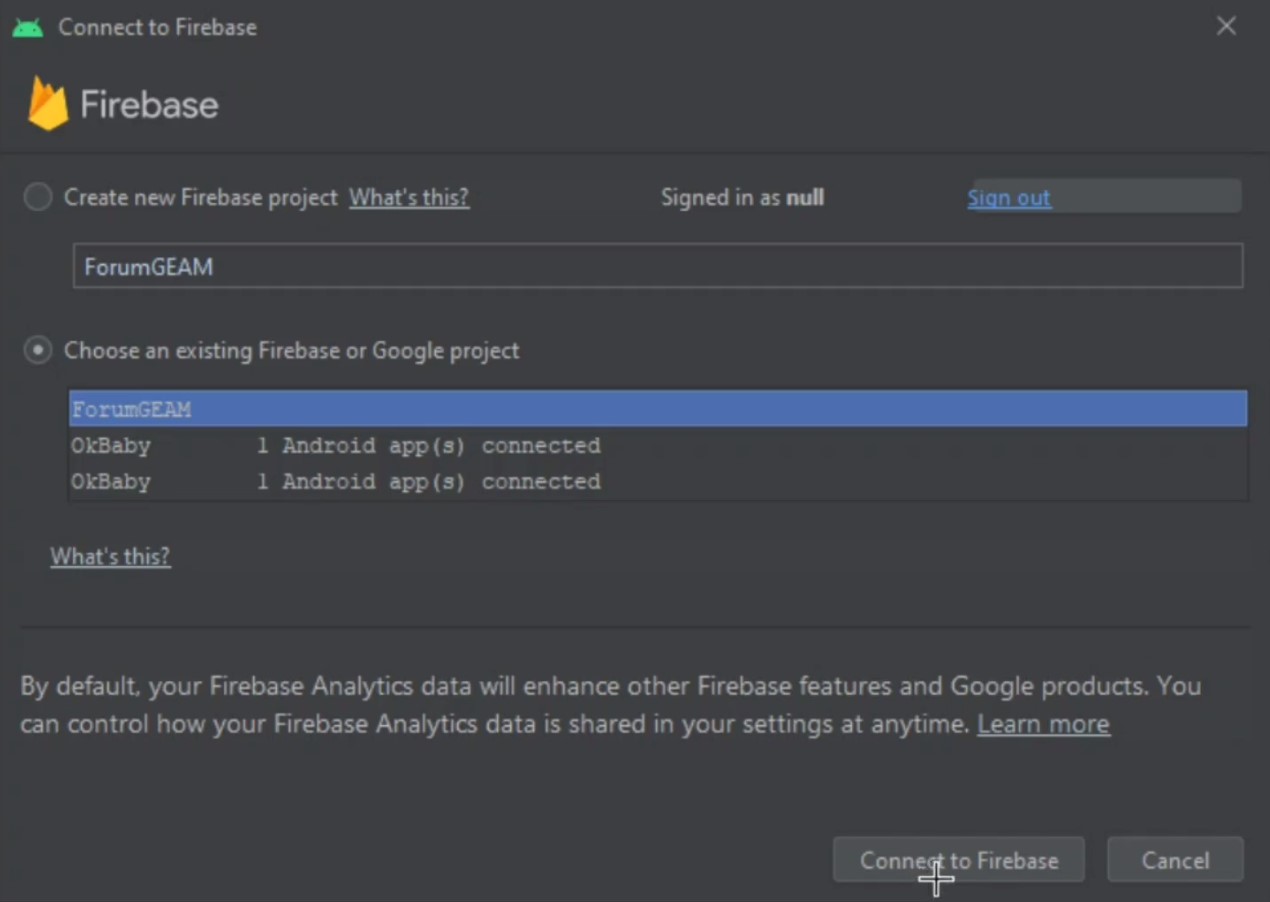 Connect to Firebase
Firebase
Create new Firebase project What's this? Signed in as null Sign out
ForumGEAM
Choose an existing Firebase or Google project
ForumGEAM
OkBaby 1 Android app(s) connected
OkBaby 1 Android app(s) connected
What's this?
By default, your Firebase Analytics data will enhance other Firebase features and Google products. You
can control how your Firebase Analytics data is shared in your settings at anytime. Learn more
Connect to Firebase Cancel